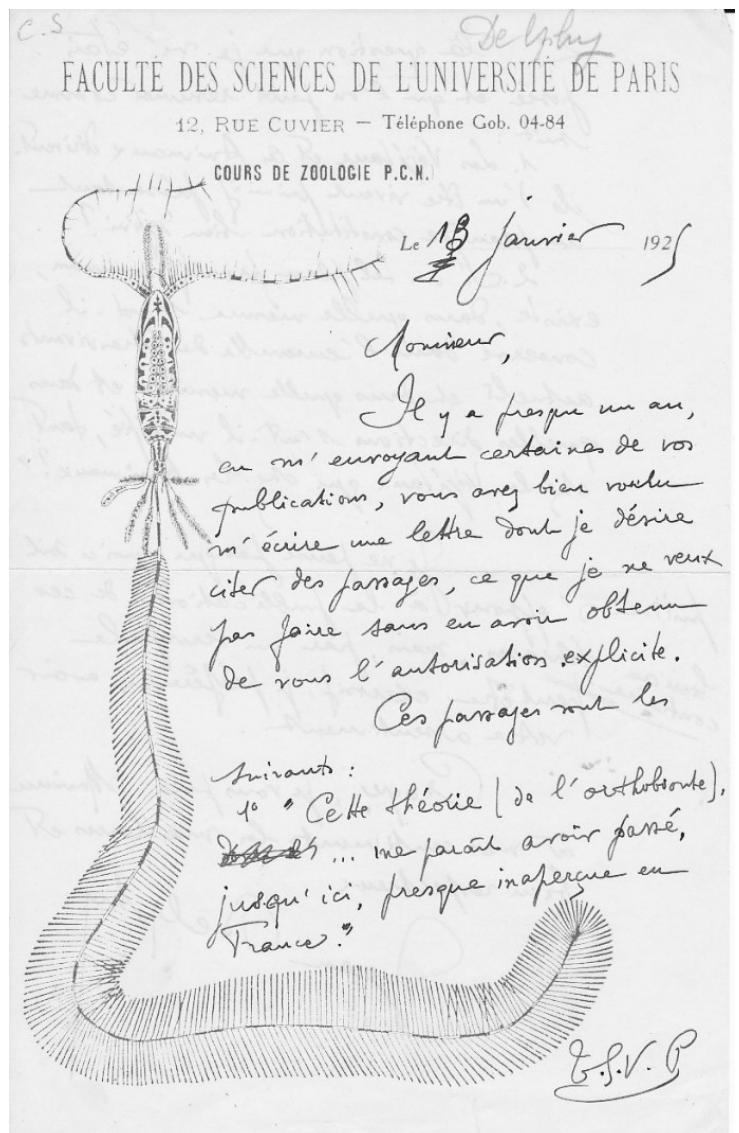 C.S
Delphy
FACULTÉ DES SCIENCES DE L'UNIVERSITÉ DE PARIS
12, RUE CUVIER — Téléphone Gob. 04-84
COURS DE ZOOLOGIE P.C.N.
Le 13 Janvier 1925
Monsieur,
Il y a presque un an,
en m'envoyant certaines de vos
publications, vous avez bien voulu
m'écrire une lettre dont je désire
citer des passages, ce que je ne veux
pas faire sans en avoir obtenu
de vous l'autorisation explicite.
Ces passages sont les
suivants :
1° " Cette théorie (de l'orthobionte),
... me paraît avoir passé,
jusqu'ici, presque inaperçue en
France."
T.S.V.P